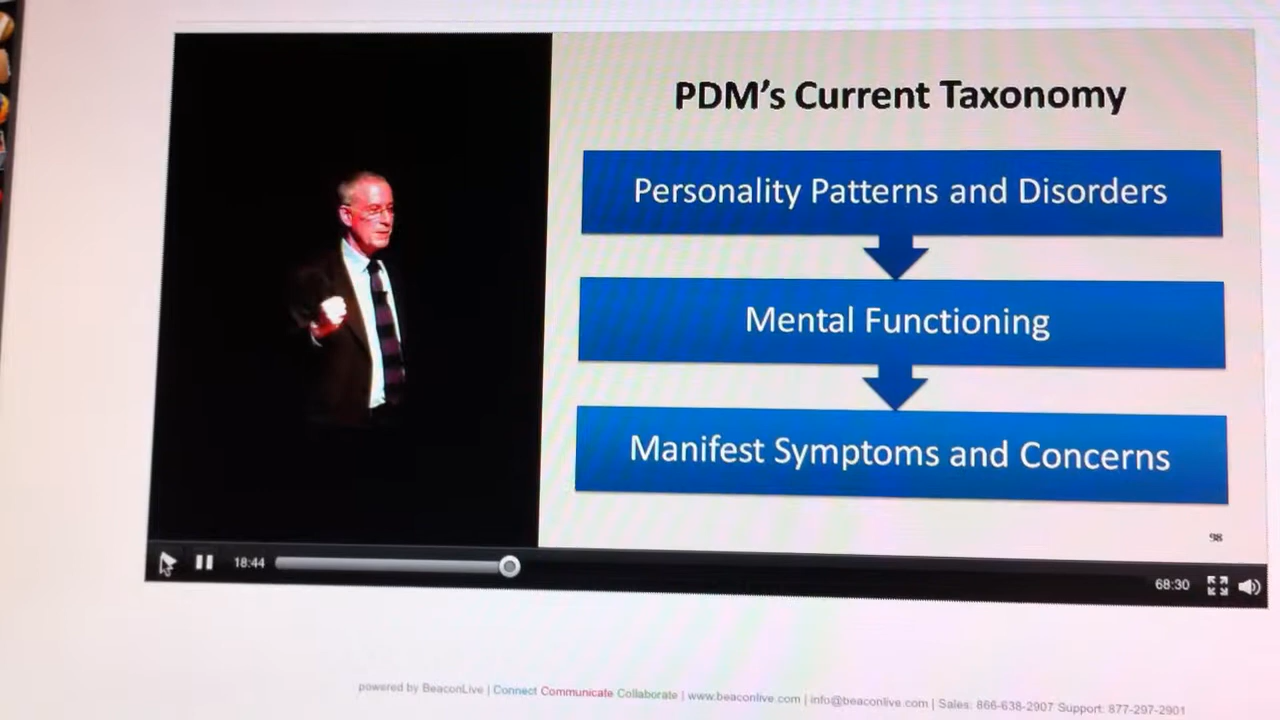 PDM's Current Taxonomy
Personality Patterns and Disorders
Mental Functioning
Manifest Symptoms and Concerns
98
18:44
68:30
powered by BeaconLive | Connect Communicate Collaborate | www.beaconlive.com | info@beaconlive.com | Sales: 866-638-2907 Support: 877-297-2901